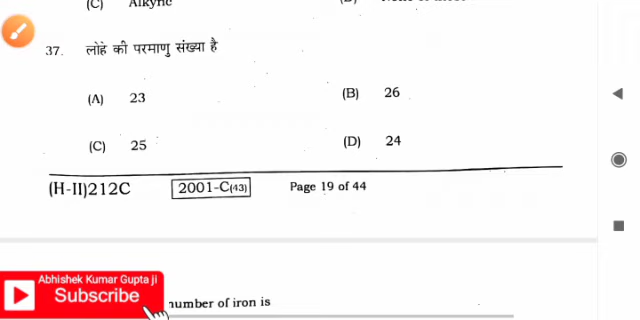 (C) Alkyne
37. लोहे की परमाणु संख्या है
(A) 23
(B) 26
(C) 25
(D) 24
(H-II)212C 2001-C(43) Page 19 of 44
Abhishek Kumar Gupta ji
Subscribe
number of iron is